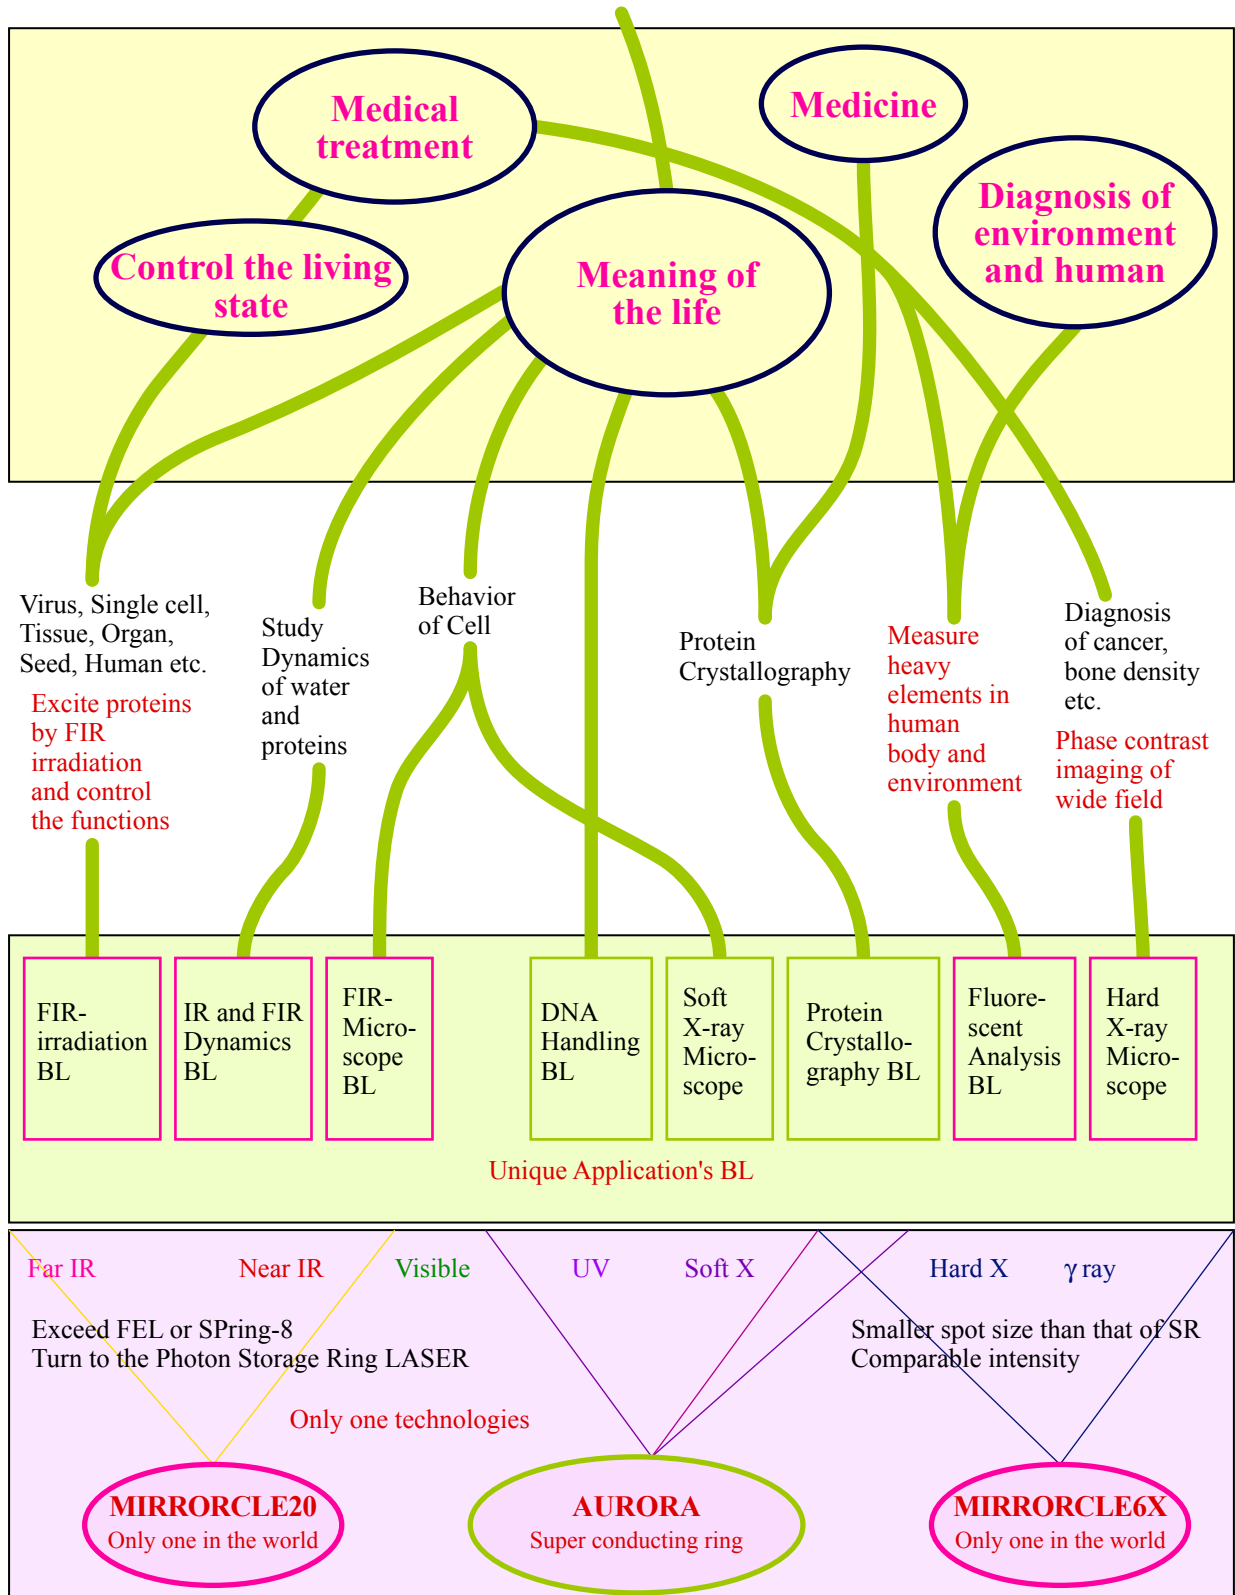 Medical
treatment
Medicine
Diagnosis of
environment
and human
Control the living
state
Meaning of
the life
Virus, Single cell,
Tissue, Organ,
Seed, Human etc.
Excite proteins
by FIR
irradiation
and control
the functions
Study
Dynamics
of water
and
proteins
Behavior
of Cell
Protein
Crystallography
Measure
heavy
elements in
human
body and
environment
Diagnosis
of cancer,
bone density
etc.
Phase contrast
imaging of
wide field
FIR-
irradiation
BL
IR and FIR
Dynamics
BL
FIR-
Micro-
scope
BL
DNA
Handling
BL
Soft
X-ray
Micro-
scope
Protein
Crystallo-
graphy BL
Fluore-
scent
Analysis
BL
Hard
X-ray
Micro-
scope
Unique Application's BL
Far IR
Near IR
Visible
UV
Soft X
Hard X
γ ray
Exceed FEL or SPring-8
Turn to the Photon Storage Ring LASER
Smaller spot size than that of SR
Comparable intensity
Only one technologies
MIRRORCLE20
Only one in the world
AURORA
Super conducting ring
MIRRORCLE6X
Only one in the world